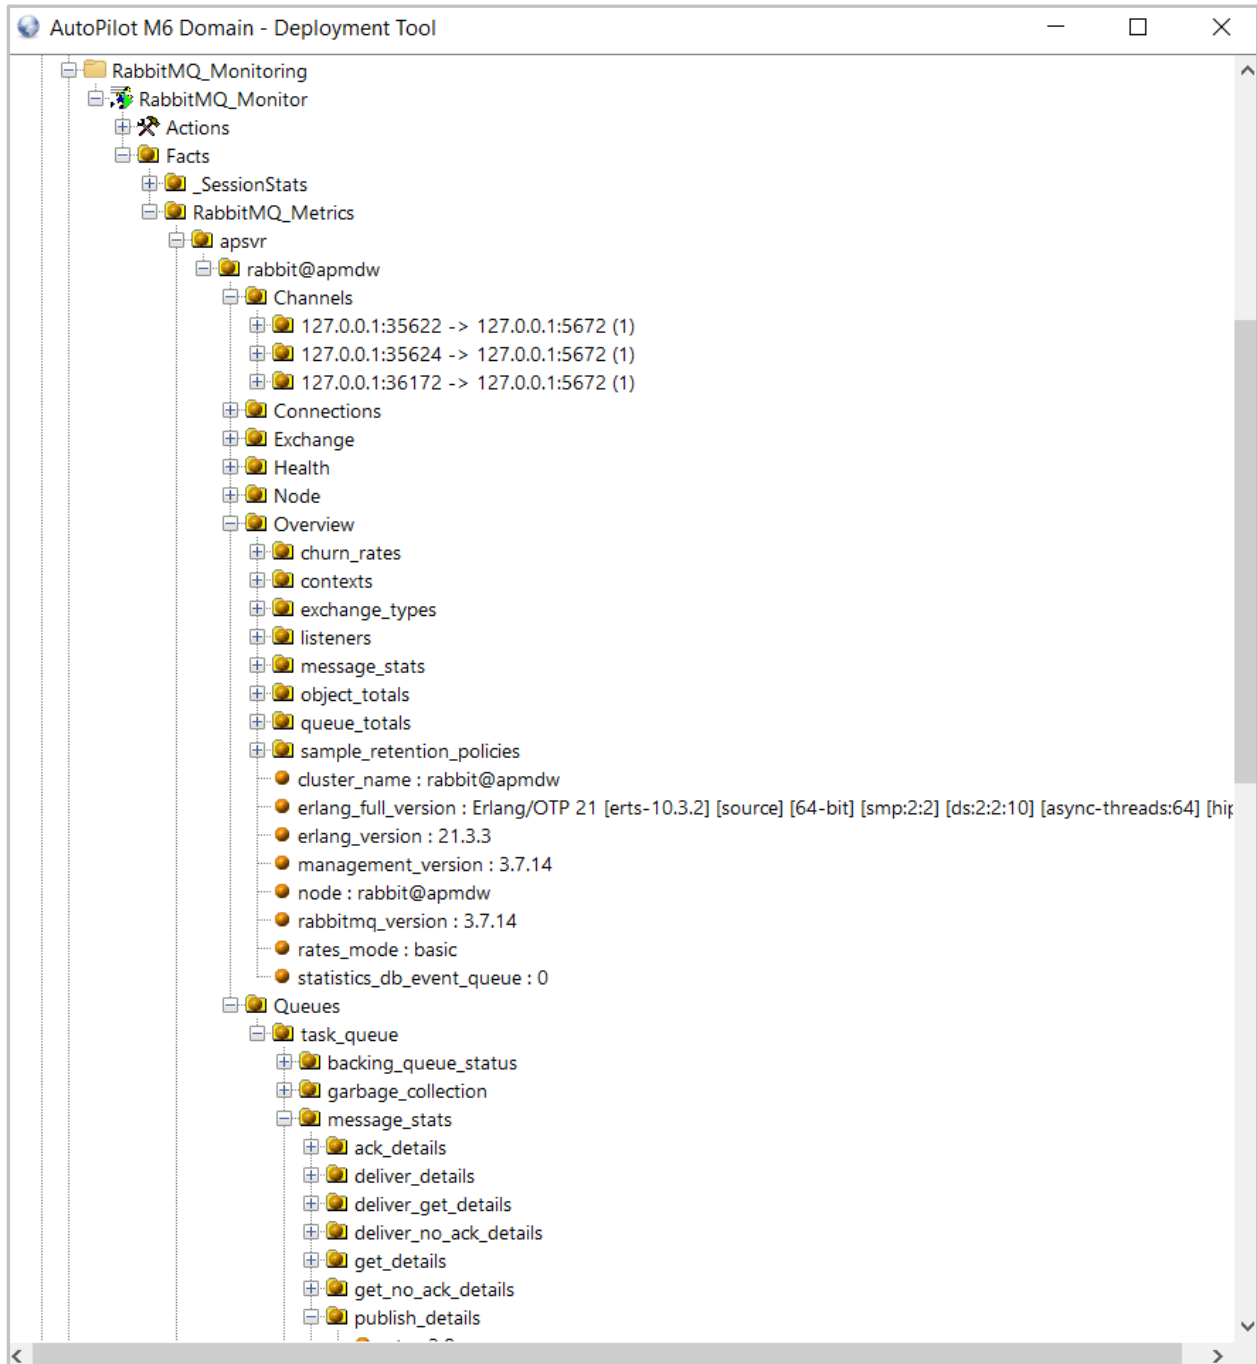 AutoPilot M6 Domain - Deployment Tool
RabbitMQ_Monitoring
RabbitMQ_Monitor
Actions
Facts
_SessionStats
RabbitMQ_Metrics
apsvr
rabbit@apmdw
Channels
127.0.0.1:35622 -> 127.0.0.1:5672 (1)
127.0.0.1:35624 -> 127.0.0.1:5672 (1)
127.0.0.1:36172 -> 127.0.0.1:5672 (1)
Connections
Exchange
Health
Node
Overview
churn_rates
contexts
exchange_types
listeners
message_stats
object_totals
queue_totals
sample_retention_policies
cluster_name : rabbit@apmdw
erlang_full_version : Erlang/OTP 21 [erts-10.3.2] [source] [64-bit] [smp:2:2] [ds:2:2:10] [async-threads:64]
erlang_version : 21.3.3
management_version : 3.7.14
node : rabbit@apmdw
rabbitmq_version : 3.7.14
rates_mode : basic
statistics_db_event_queue : 0
Queues
task_queue
backing_queue_status
garbage_collection
message_stats
ack_details
deliver_details
deliver_get_details
deliver_no_ack_details
get_details
get_no_ack_details
publish_details